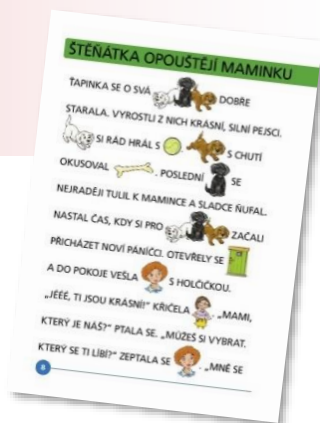 ŠTĚŇÁTKA OPOUŠTĚJÍ MAMINKU
ŤAPINKA SE O SVÁ DOBŘE
STARALA. VYROSTLI Z NICH KRÁSNÍ, SILNÍ PEJSCI.
SI RÁD HRÁL S S CHUTÍ
OKUSOVAL . POSLEDNÍ SE
NEJRADĚJI TULIL K MAMINCE A SLADCE ŇUFAL.
NASTAL ČAS, KDY SI PRO ZAČALI
PŘICHÁZET NOVÍ PÁNÍČCI. OTEVŘELY SE
A DO POKOJE VEŠLA S HOLČIČKOU.
„JÉÉÉ, TI JSOU KRÁSNÍ!“ KŘIČELA . „MAMI,
KTERÝ JE NÁŠ?“ PTALA SE. „MŮŽEŠ SI VYBRAT.
KTERÝ SE TI LÍBÍ?“ ZEPTALA SE . „MNĚ SE
8